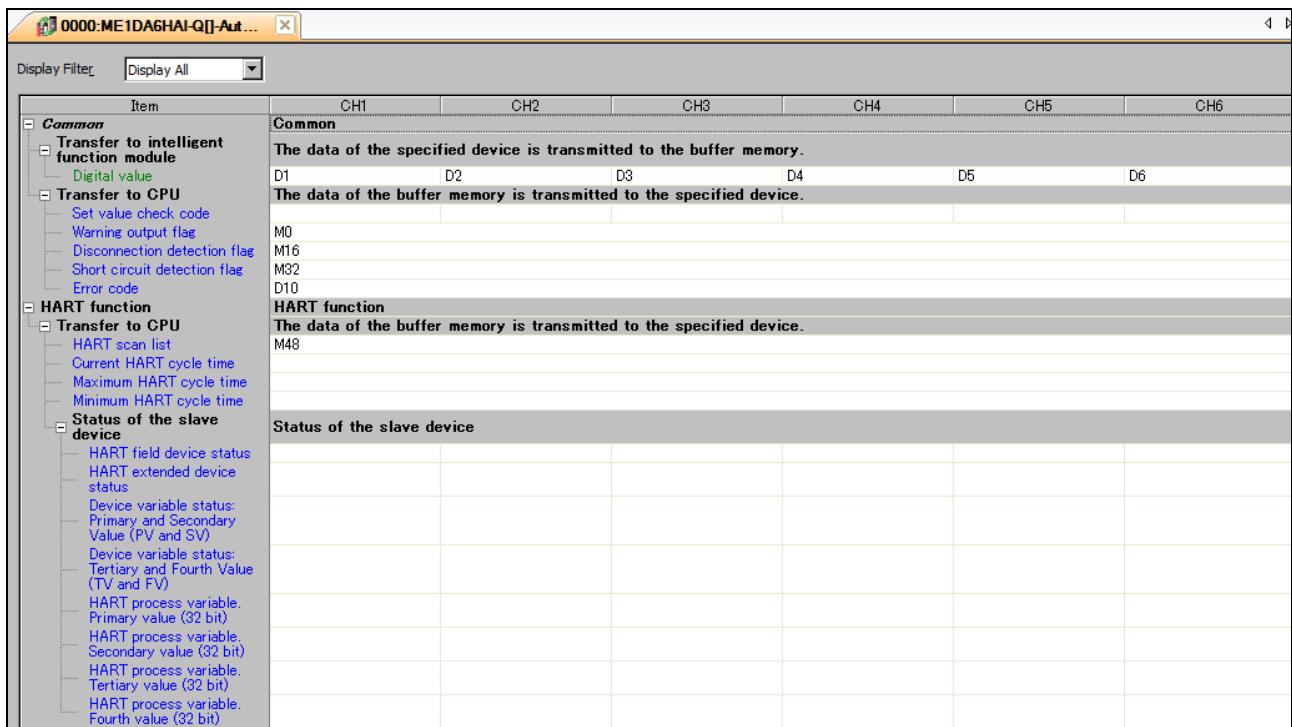 0000:ME1DA6HAI-Q[]-Aut...
Display Filter Display All
Item CH1 CH2 CH3 CH4 CH5 CH6
Common Common
Transfer to intelligent
function module
The data of the specified device is transmitted to the buffer memory.
Digital value D1 D2 D3 D4 D5 D6
Transfer to CPU The data of the buffer memory is transmitted to the specified device.
Set value check code
Warning output flag M0
Disconnection detection flag M16
Short circuit detection flag M32
Error code D10
HART function HART function
Transfer to CPU The data of the buffer memory is transmitted to the specified device.
HART scan list M48
Current HART cycle time
Maximum HART cycle time
Minimum HART cycle time
Status of the slave
device
Status of the slave device
HART field device status
HART extended device
status
Device variable status:
Primary and Secondary
Value (PV and SV)
Device variable status:
Tertiary and Fourth Value
(TV and FV)
HART process variable.
Primary value (32 bit)
HART process variable.
Secondary value (32 bit)
HART process variable.
Tertiary value (32 bit)
HART process variable.
Fourth value (32 bit)